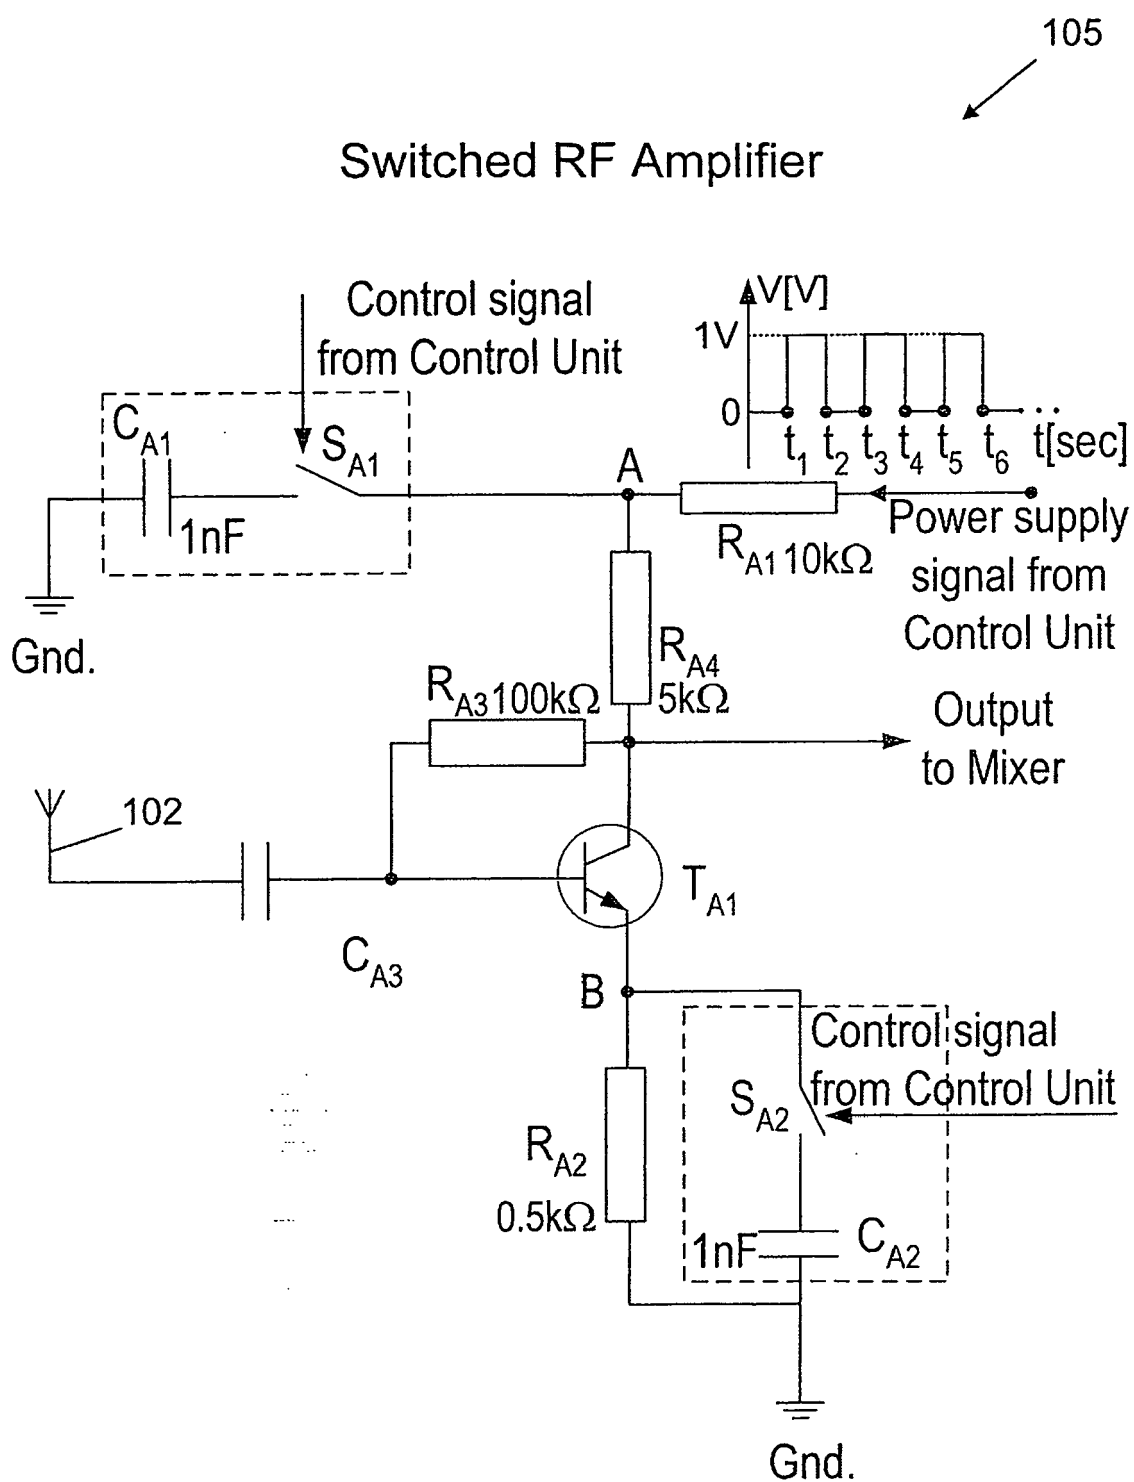 105
Switched RF Amplifier
Control signal
from Control Unit
V[V]
1V
0
t1 t2 t3 t4 t5 t6 t[sec]
CA1
SA1
1nF
A
Gnd.
RA1 10kΩ
Power supply
signal from
Control Unit
RA4
5kΩ
RA3 100kΩ
Output
to Mixer
102
TA1
CA3
B
Control signal
from Control Unit
SA2
RA2
0.5kΩ
1nF
CA2
Gnd.